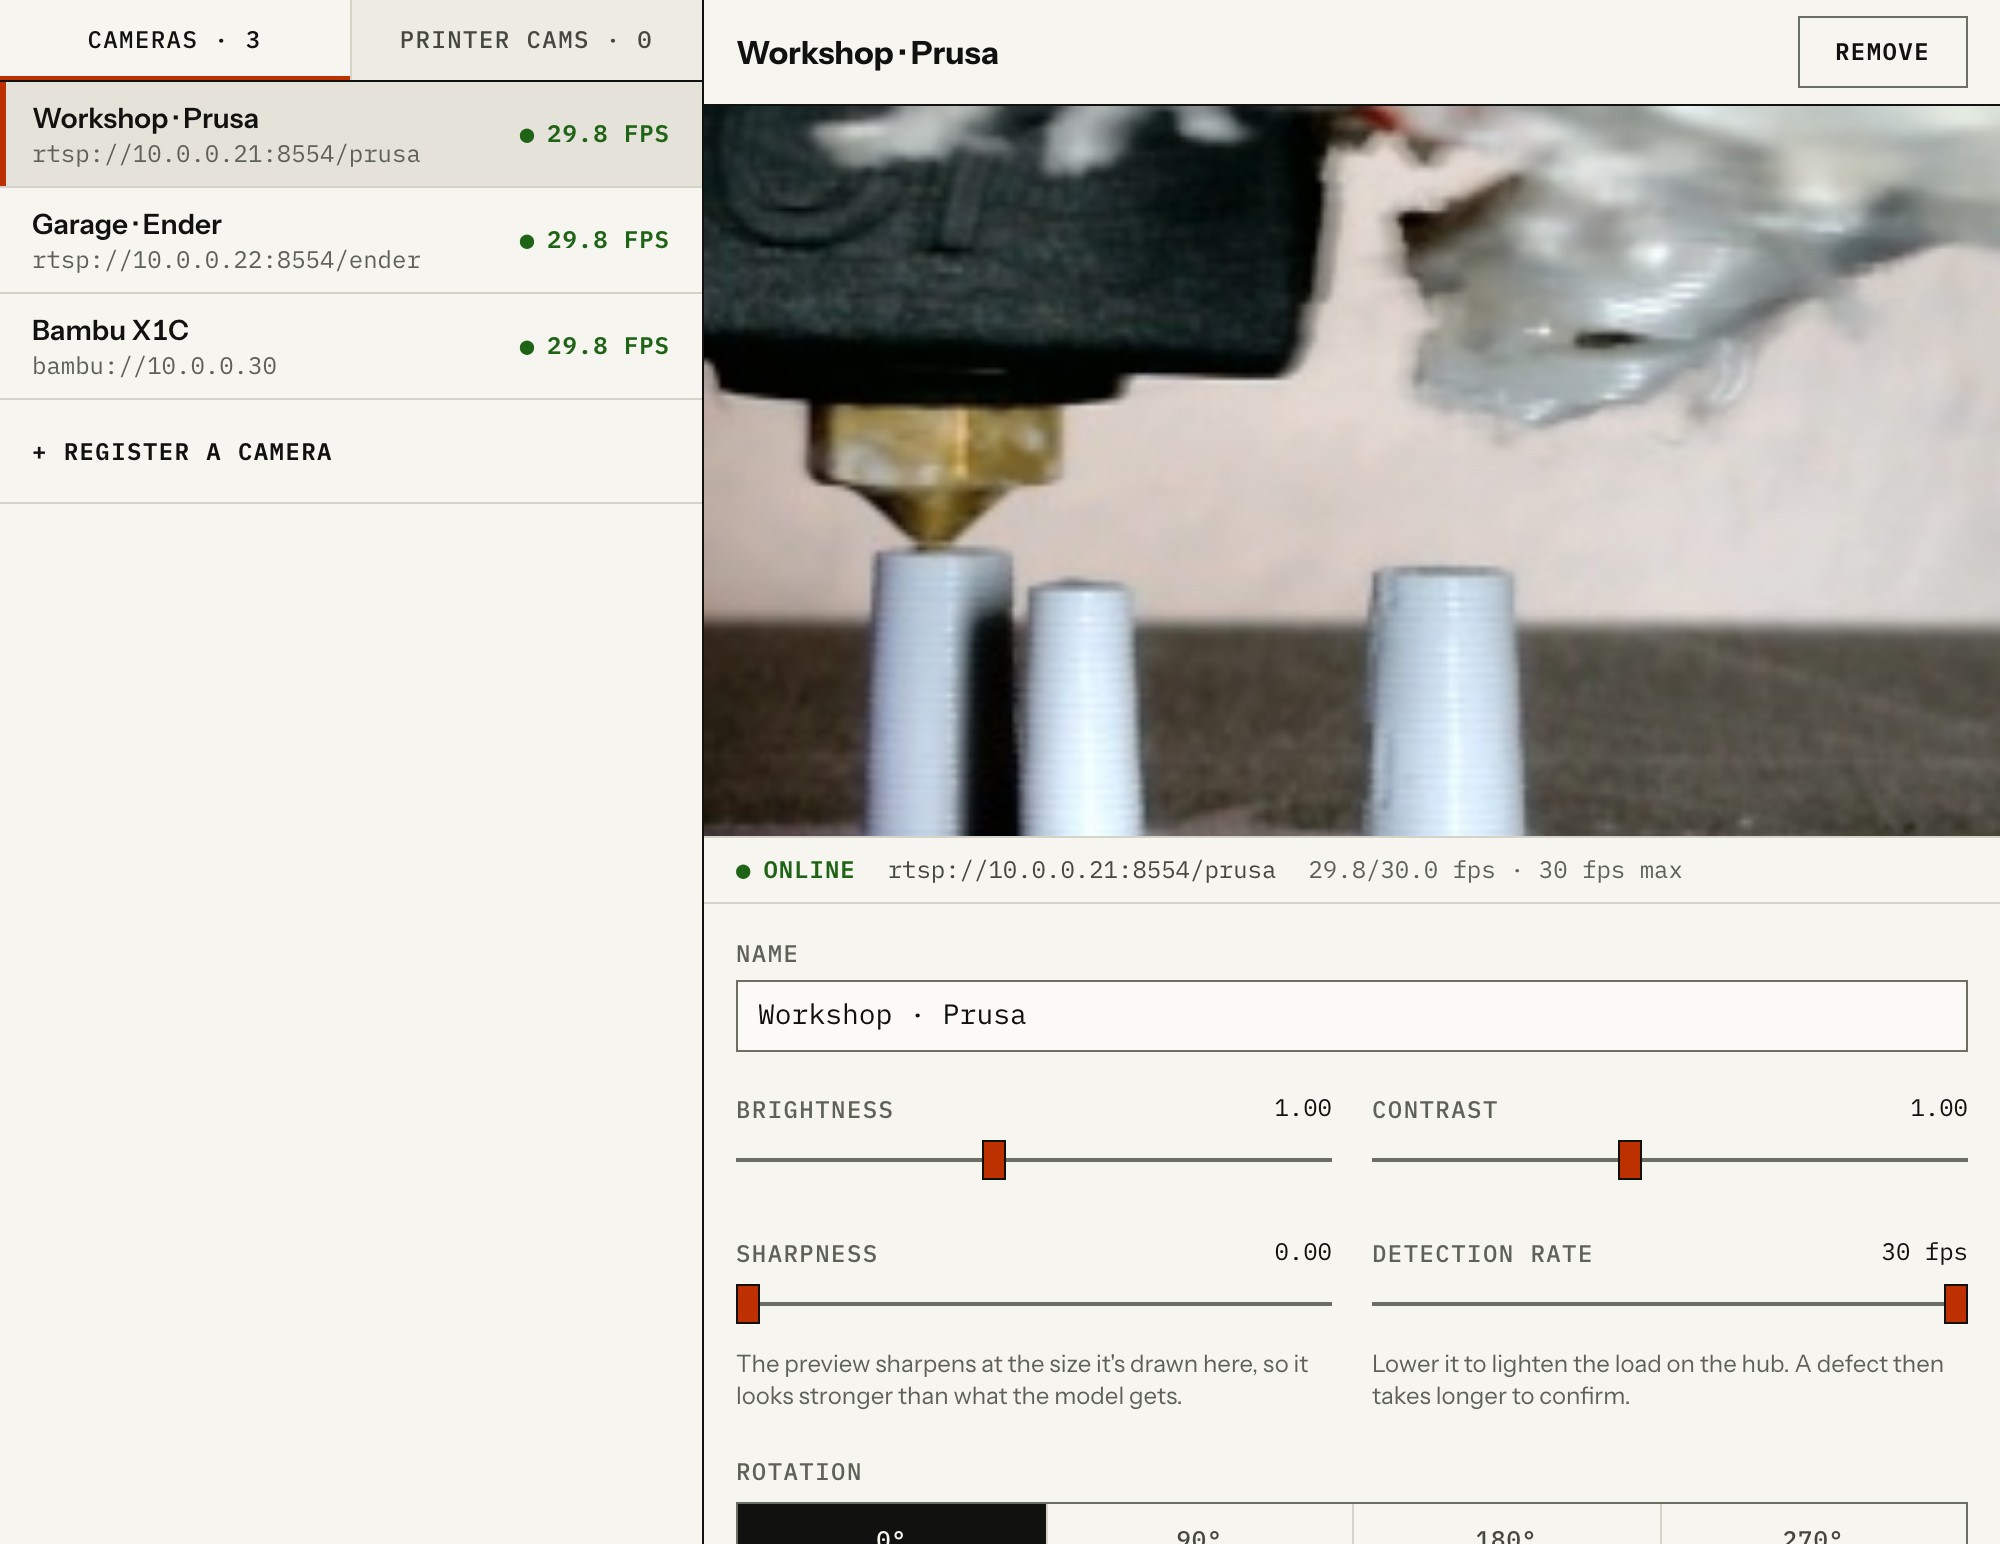 CAMERAS · 3
PRINTER CAMS · 0
Workshop · Prusa
rtsp://10.0.0.21:8554/prusa
29.8 FPS
Garage · Ender
rtsp://10.0.0.22:8554/ender
29.8 FPS
Bambu X1C
bambu://10.0.0.30
29.8 FPS
+ REGISTER A CAMERA
Workshop · Prusa
REMOVE
ONLINE rtsp://10.0.0.21:8554/prusa 29.8/30.0 fps · 30 fps max
NAME
Workshop · Prusa
BRIGHTNESS 1.00
CONTRAST 1.00
SHARPNESS 0.00
The preview sharpens at the size it's drawn here, so it
looks stronger than what the model gets.
DETECTION RATE 30 fps
Lower it to lighten the load on the hub. A defect then
takes longer to confirm.
ROTATION
0° 90° 180° 270°